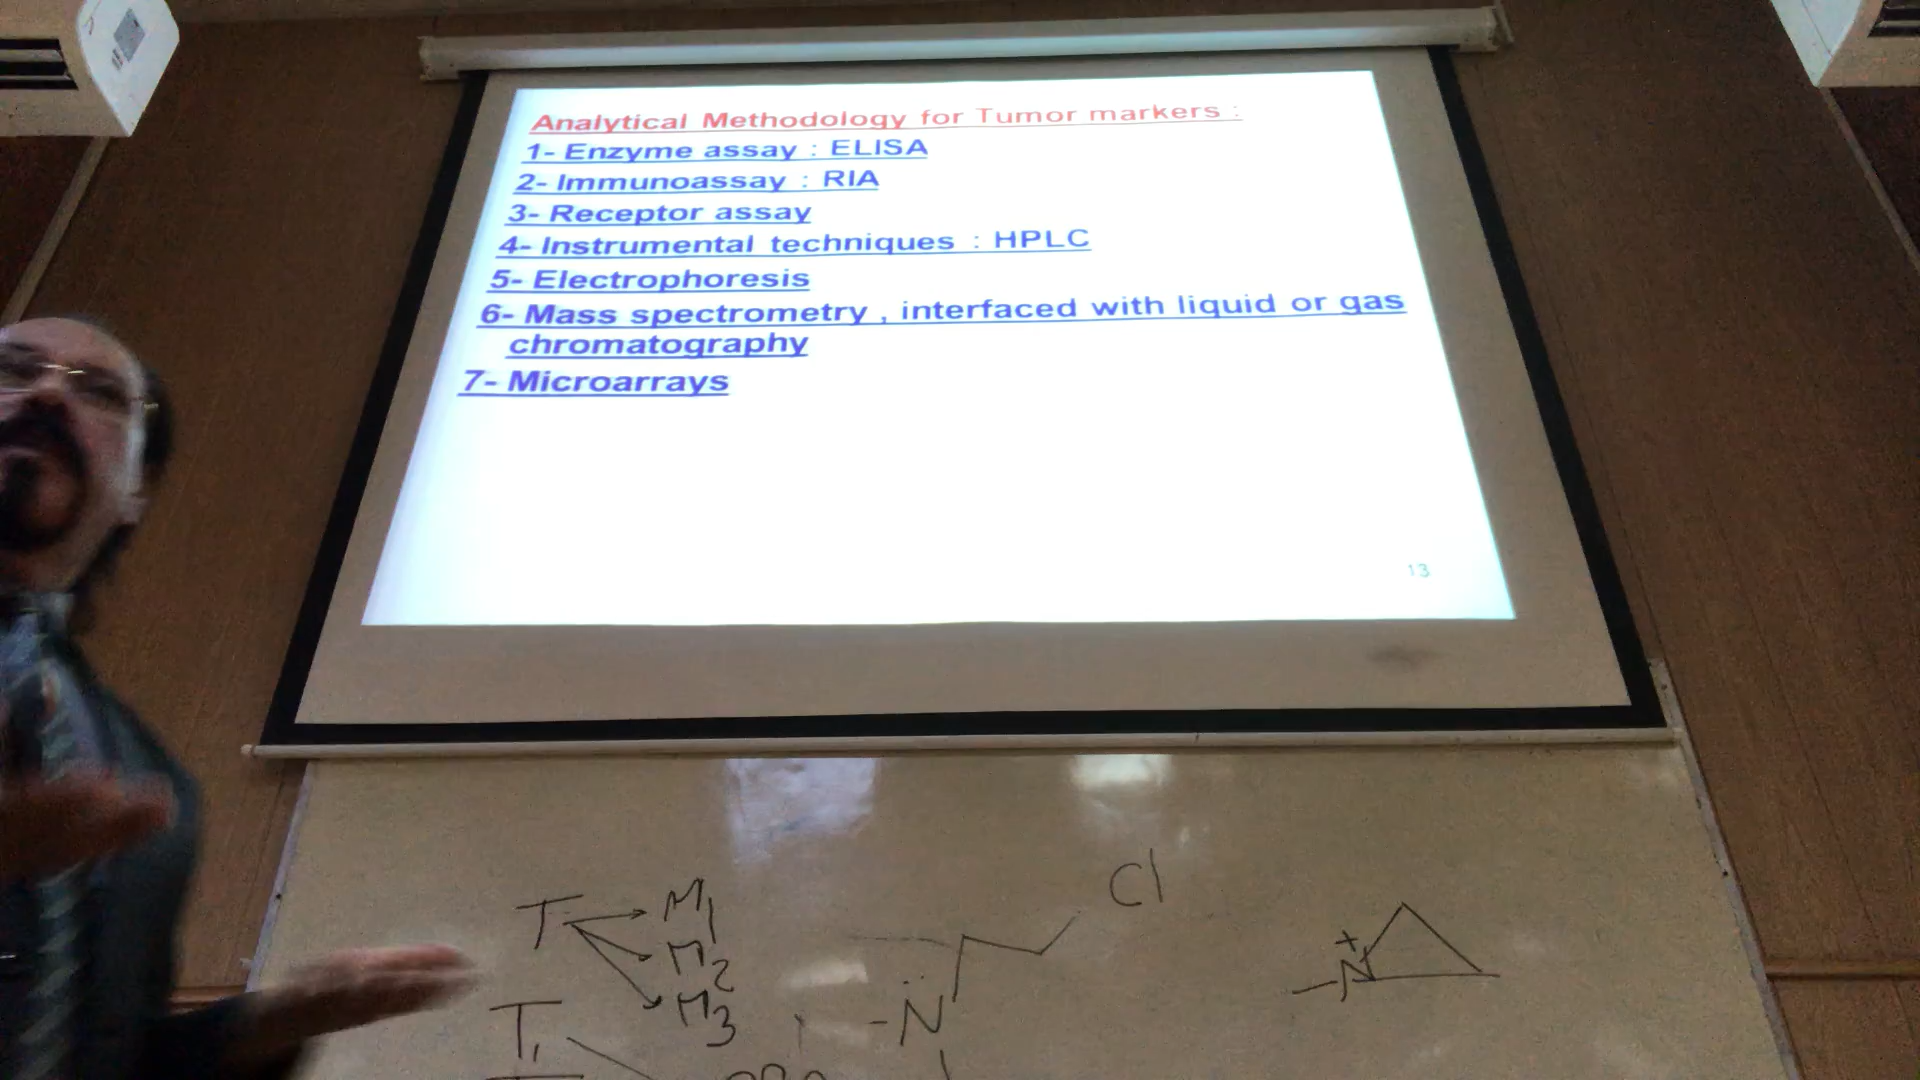 Analytical Methodology for Tumor markers :
1- Enzyme assay : ELISA
2- Immunoassay : RIA
3- Receptor assay
4- Instrumental techniques : HPLC
5- Electrophoresis
6- Mass spectrometry , interfaced with liquid or gas
chromatography
7- Microarrays
13
T M1
M2
M3
Cl
-N
+
-N
T1